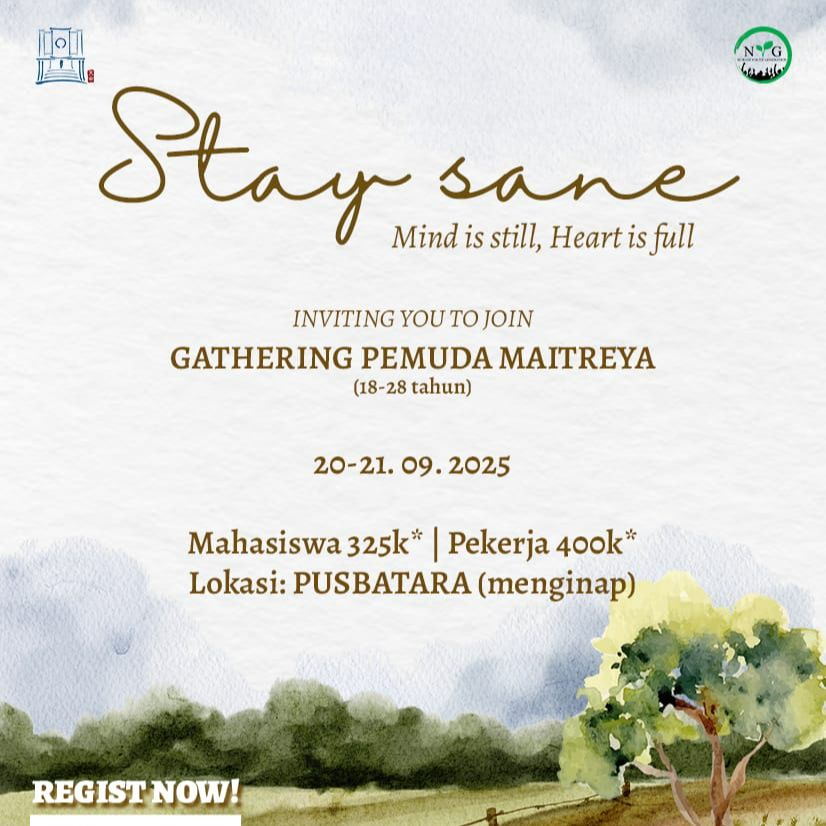 N G
Stay sane
Mind is still, Heart is full
INVITING YOU TO JOIN
GATHERING PEMUDA MAITREYA
(18-28 tahun)
20-21. 09. 2025
Mahasiswa 325k* | Pekerja 400k*
Lokasi: PUSBATARA (menginap)
REGIST NOW!